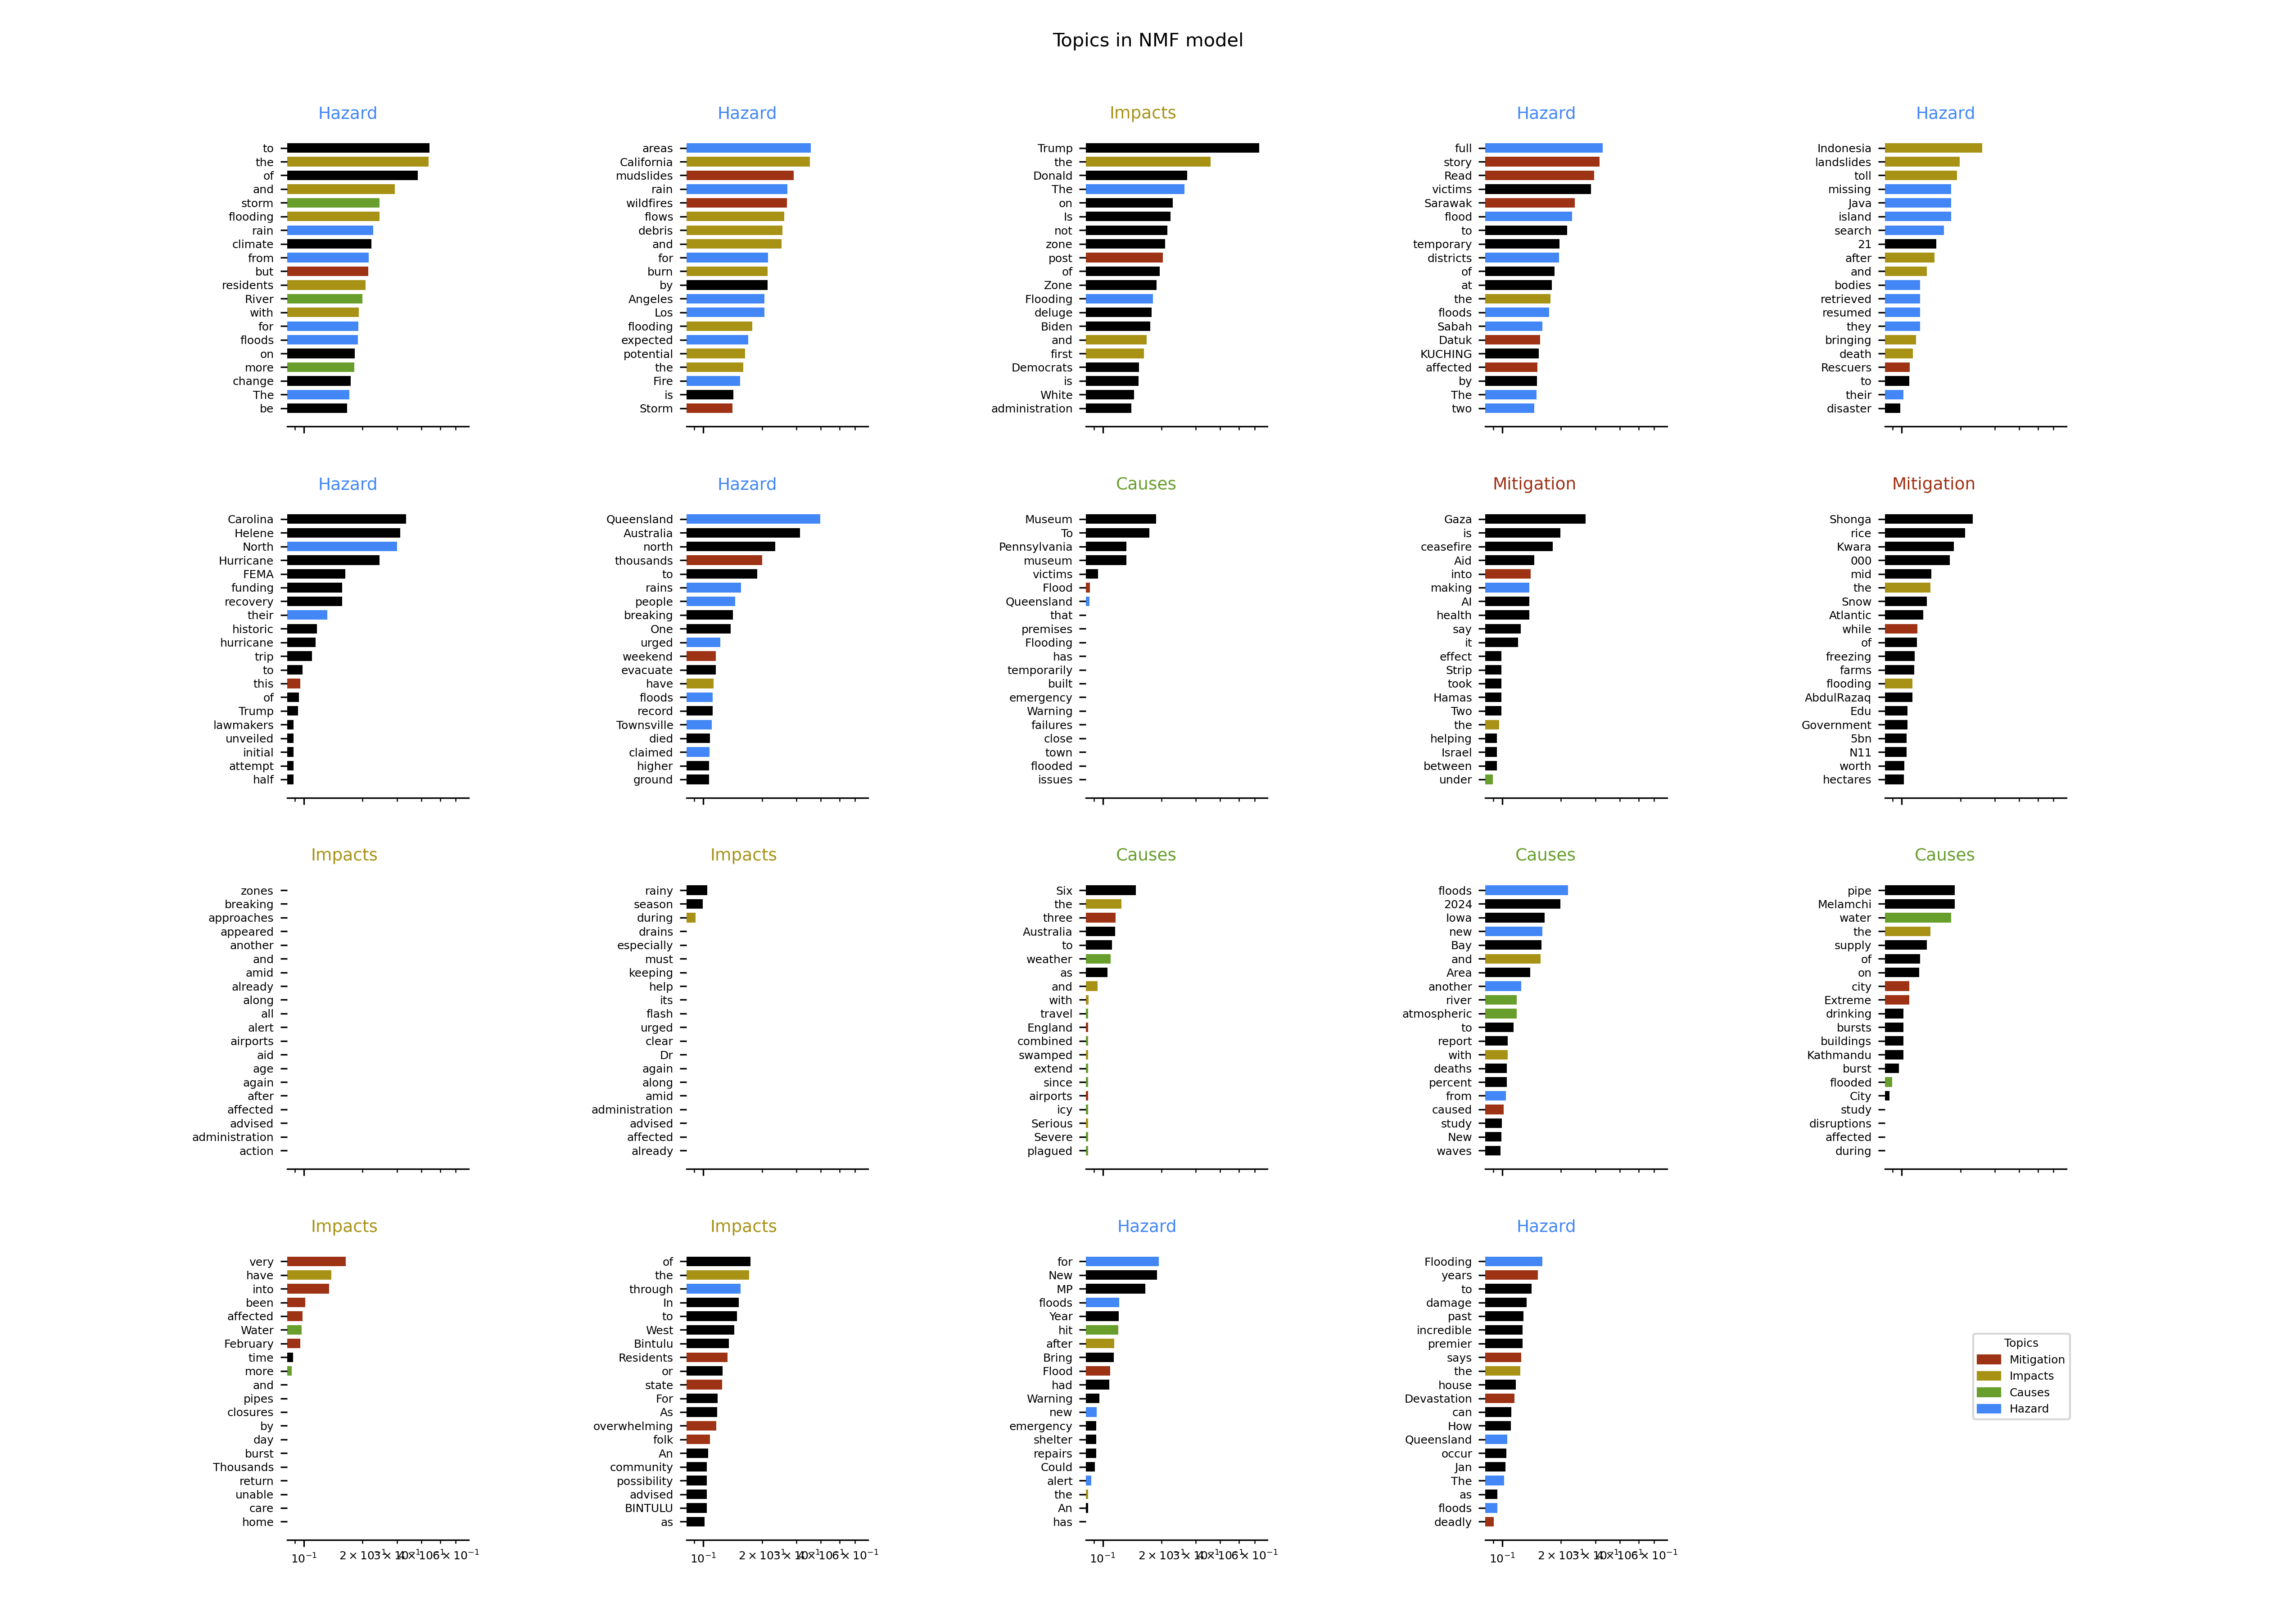 Topics in NMF model
Hazard
to
the
of
and
storm
flooding
rain
climate
from
but
residents
River
with
for
floods
on
more
change
The
be
Hazard
areas
California
mudslides
rain
wildfires
flows
debris
and
for
burn
by
Angeles
Los
flooding
expected
potential
the
Fire
is
Storm
Impacts
Trump
the
Donald
The
on
Is
not
zone
post
of
Zone
Flooding
deluge
Biden
and
first
Democrats
is
White
administration
Hazard
full
story
Read
victims
Sarawak
flood
to
temporary
districts
of
at
the
floods
Sabah
Datuk
KUCHING
affected
by
The
two
Hazard
Indonesia
landslides
toll
missing
Java
island
search
21
after
and
bodies
retrieved
resumed
they
bringing
death
Rescuers
to
their
disaster
Hazard
Carolina
Helene
North
Hurricane
FEMA
funding
recovery
their
historic
hurricane
trip
to
this
of
Trump
lawmakers
unveiled
initial
attempt
half
Hazard
Queensland
Australia
north
thousands
to
rains
people
breaking
One
urged
weekend
evacuate
have
floods
record
Townsville
died
claimed
higher
ground
Causes
Museum
To
Pennsylvania
museum
victims
Flood
Queensland
that
premises
Flooding
has
temporarily
built
emergency
Warning
failures
close
town
flooded
issues
Mitigation
Gaza
is
ceasefire
Aid
into
making
AI
health
say
it
effect
Strip
took
Hamas
Two
the
helping
Israel
between
under
Mitigation
Shonga
rice
Kwara
000
mid
the
Snow
Atlantic
while
of
freezing
farms
flooding
AbdulRazaq
Edu
Government
5bn
N11
worth
hectares
Impacts
zones
breaking
approaches
appeared
another
and
amid
already
along
all
alert
airports
aid
age
again
after
affected
advised
administration
action
Impacts
rainy
season
during
drains
especially
must
keeping
help
its
flash
urged
clear
Dr
again
along
amid
administration
advised
affected
already
Causes
Six
the
three
Australia
to
weather
as
and
with
travel
England
combined
swamped
extend
since
airports
icy
Serious
Severe
plagued
Causes
floods
2024
Iowa
new
Bay
and
Area
another
river
atmospheric
to
report
with
deaths
percent
from
caused
study
New
waves
Causes
pipe
Melamchi
water
the
supply
of
on
city
Extreme
drinking
bursts
buildings
Kathmandu
burst
flooded
City
study
disruptions
affected
during
Impacts
very
have
into
been
affected
Water
February
time
more
and
pipes
closures
by
day
burst
Thousands
return
unable
care
home
10⁻¹
Impacts
of
the
through
In
to
West
Bintulu
Residents
or
state
For
As
overwhelming
folk
An
community
possibility
advised
BINTULU
as
10⁻¹
Hazard
for
New
MP
floods
Year
hit
after
Bring
Flood
had
Warning
new
emergency
shelter
repairs
Could
alert
the
An
has
10⁻¹
Hazard
Flooding
years
to
damage
past
incredible
premier
says
the
house
Devastation
can
How
Queensland
occur
Jan
The
as
floods
deadly
10⁻¹
Topics
Mitigation
Impacts
Causes
Hazard